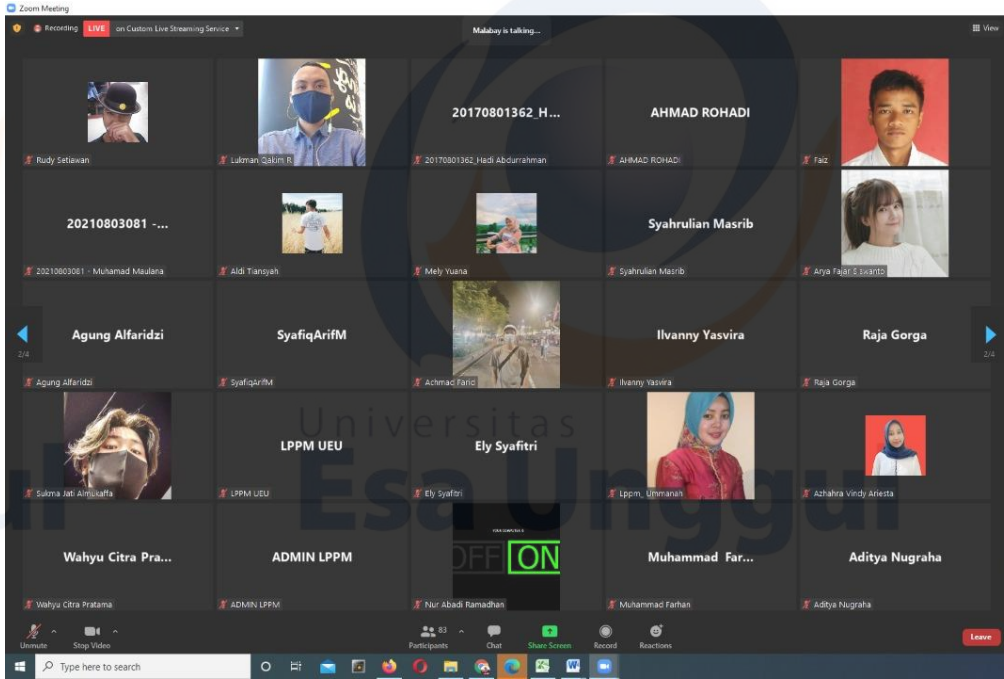 Zoom Meeting
Recording LIVE on Custom Live Streaming Service
Malabay is talking...
View
Rudy Setiawan
Lukman Qakim R
20170801362_H...
20170801362_Hadi Abdurrahman
AHMAD ROHADI
AHMAD ROHADI
Faiz
20210803081 -...
20210803081 - Muhamad Maulana
Aldi Tiansyah
Mely Yuana
Syahrulian Masrib
Syahrulian Masrib
Arya Fajar Siswanto
2/4
Agung Alfaridzi
Agung Alfaridzi
SyafiqArifM
SyafiqArifM
Achmad Farid
Ilvanny Yasvira
Ilvanny Yasvira
Raja Gorga
Raja Gorga
2/4
Universitas
Esa Unggul
ul
Sukma Jati Almukaffa
LPPM UEU
LPPM UEU
Ely Syafitri
Ely Syafitri
Lppm_Ummanah
Azhahra Vindy Ariesta
Wahyu Citra Pra...
Wahyu Citra Pratama
ADMIN LPPM
ADMIN LPPM
YOUR COMPUTER IS
OFF ON
Nur Abadi Ramadhan
Muhammad Far...
Muhammad Farhan
Aditya Nugraha
Aditya Nugraha
Unmute
Stop Video
83
Participants
Chat
Share Screen
Record
Reactions
Leave
Type here to search